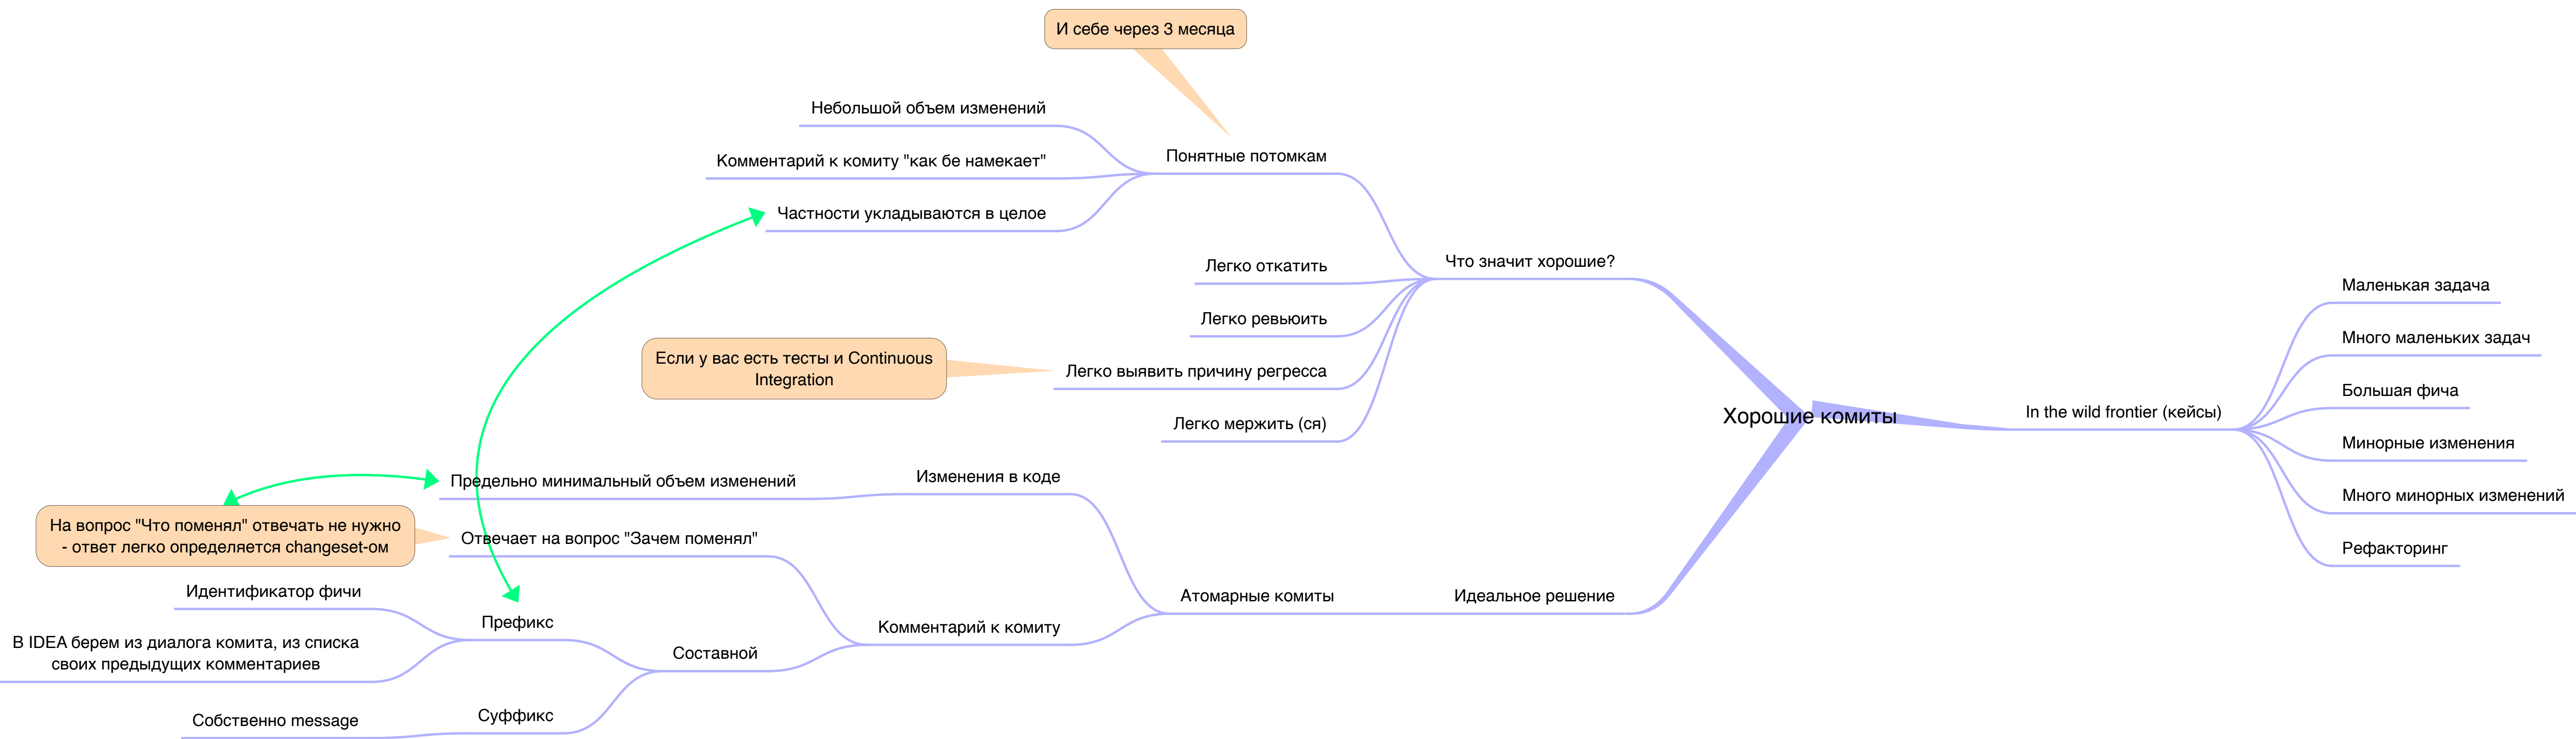 И себе через 3 месяца
Небольшой объем изменений
Комментарий к комиту "как бе намекает"
Частности укладываются в целое
Понятные потомкам
Легко откатить
Легко ревьюить
Если у вас есть тесты и Continuous
Integration
Легко выявить причину регресса
Легко мержить (ся)
Что значит хорошие?
Предельно минимальный объем изменений
Изменения в коде
На вопрос "Что поменял" отвечать не нужно
- ответ легко определяется changeset-ом
Отвечает на вопрос "Зачем поменял"
Идентификатор фичи
В IDEA берем из диалога комита, из списка
своих предыдущих комментариев
Префикс
Собственно message
Суффикс
Составной
Комментарий к комиту
Атомарные комиты
Идеальное решение
Хорошие комиты
In the wild frontier (кейсы)
Маленькая задача
Много маленьких задач
Большая фича
Минорные изменения
Много минорных изменений
Рефакторинг